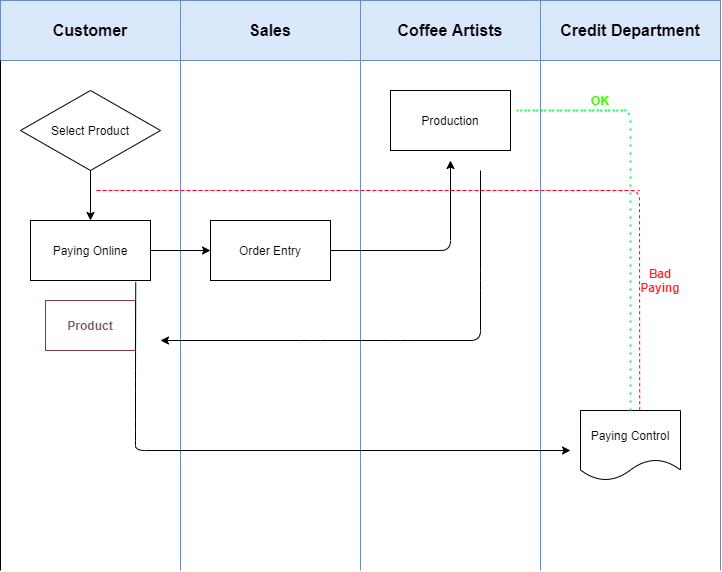 Customer
Sales
Coffee Artists
Credit Department
Select Product
Production
OK
Paying Online
Order Entry
Bad
Paying
Product
Paying Control